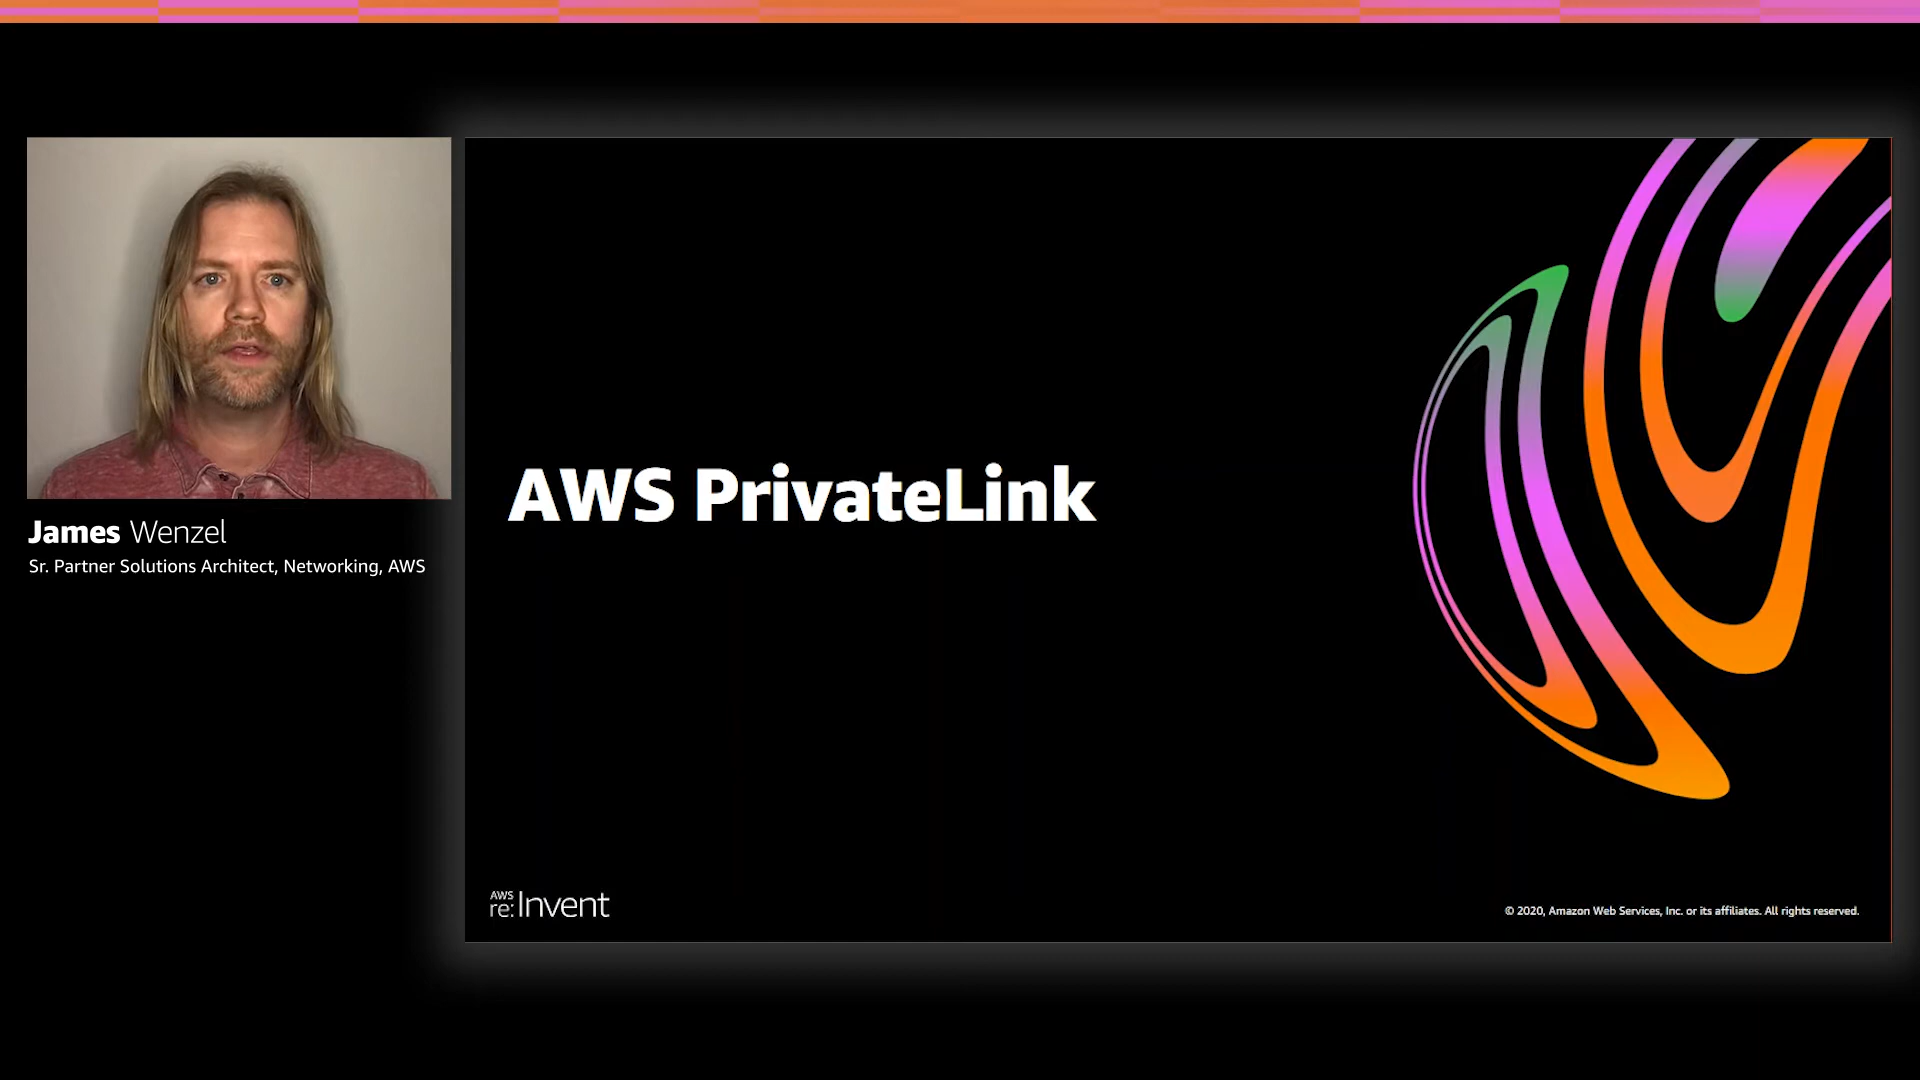 James Wenzel
Sr. Partner Solutions Architect, Networking, AWS
AWS PrivateLink
AWS
re:Invent
© 2020, Amazon Web Services, Inc. or its affiliates. All rights reserved.